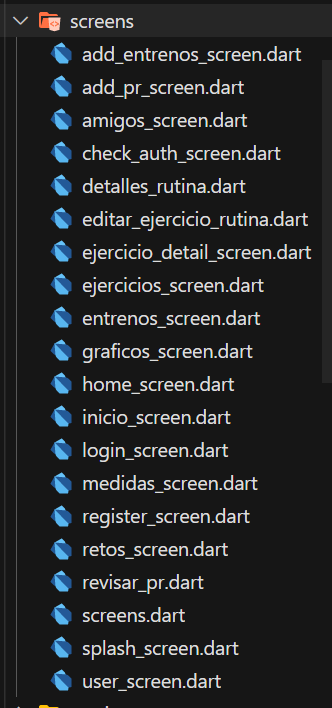 screens
add_entrenos_screen.dart
add_pr_screen.dart
amigos_screen.dart
check_auth_screen.dart
detalles_rutina.dart
editar_ejercicio_rutina.dart
ejercicio_detail_screen.dart
ejercicios_screen.dart
entrenos_screen.dart
graficos_screen.dart
home_screen.dart
inicio_screen.dart
login_screen.dart
medidas_screen.dart
register_screen.dart
retos_screen.dart
revisar_pr.dart
screens.dart
splash_screen.dart
user_screen.dart